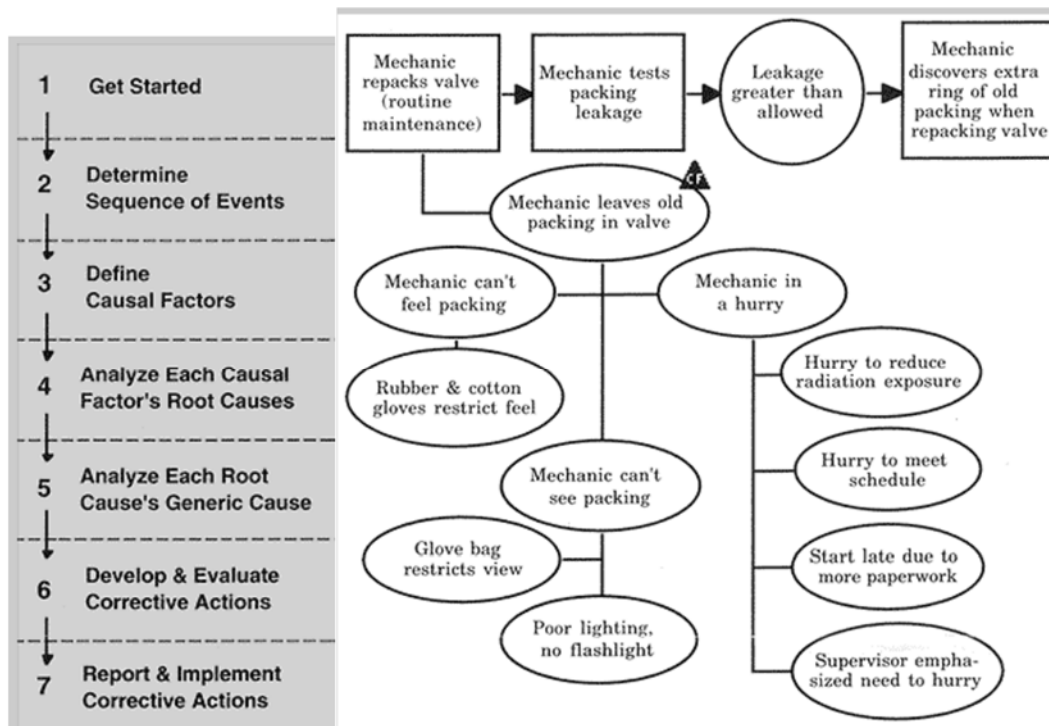 1
Get Started
2
Determine
Sequence of Events
3
Define
Causal Factors
4
Analyze Each Causal
Factor's Root Causes
5
Analyze Each Root
Cause's Generic Cause
6
Develop & Evaluate
Corrective Actions
7
Report & Implement
Corrective Actions
Mechanic
repacks valve
(routine
maintenance)
Mechanic tests
packing
leakage
Leakage
greater than
allowed
Mechanic
discovers extra
ring of old
packing when
repacking valve
CF
Mechanic leaves old
packing in valve
Mechanic can't
feel packing
Mechanic in
a hurry
Rubber & cotton
gloves restrict feel
Hurry to reduce
radiation exposure
Mechanic can't
see packing
Hurry to meet
schedule
Glove bag
restricts view
Start late due to
more paperwork
Poor lighting,
no flashlight
Supervisor empha-
sized need to hurry